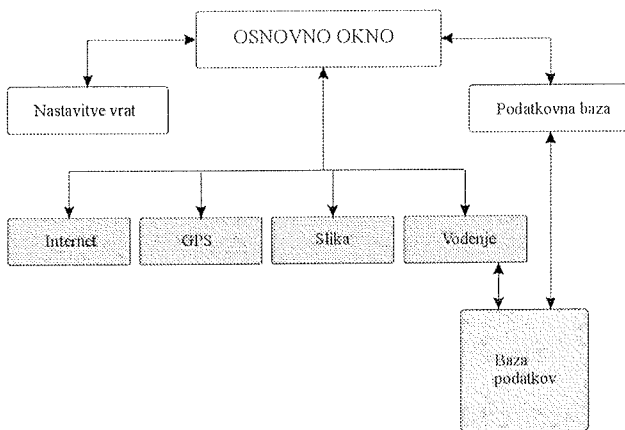 OSNOVNO OKNO
Nastavitve vrat
Podatkovna baza
Internet
GPS
Slika
Vodenje
Baza
podatkov